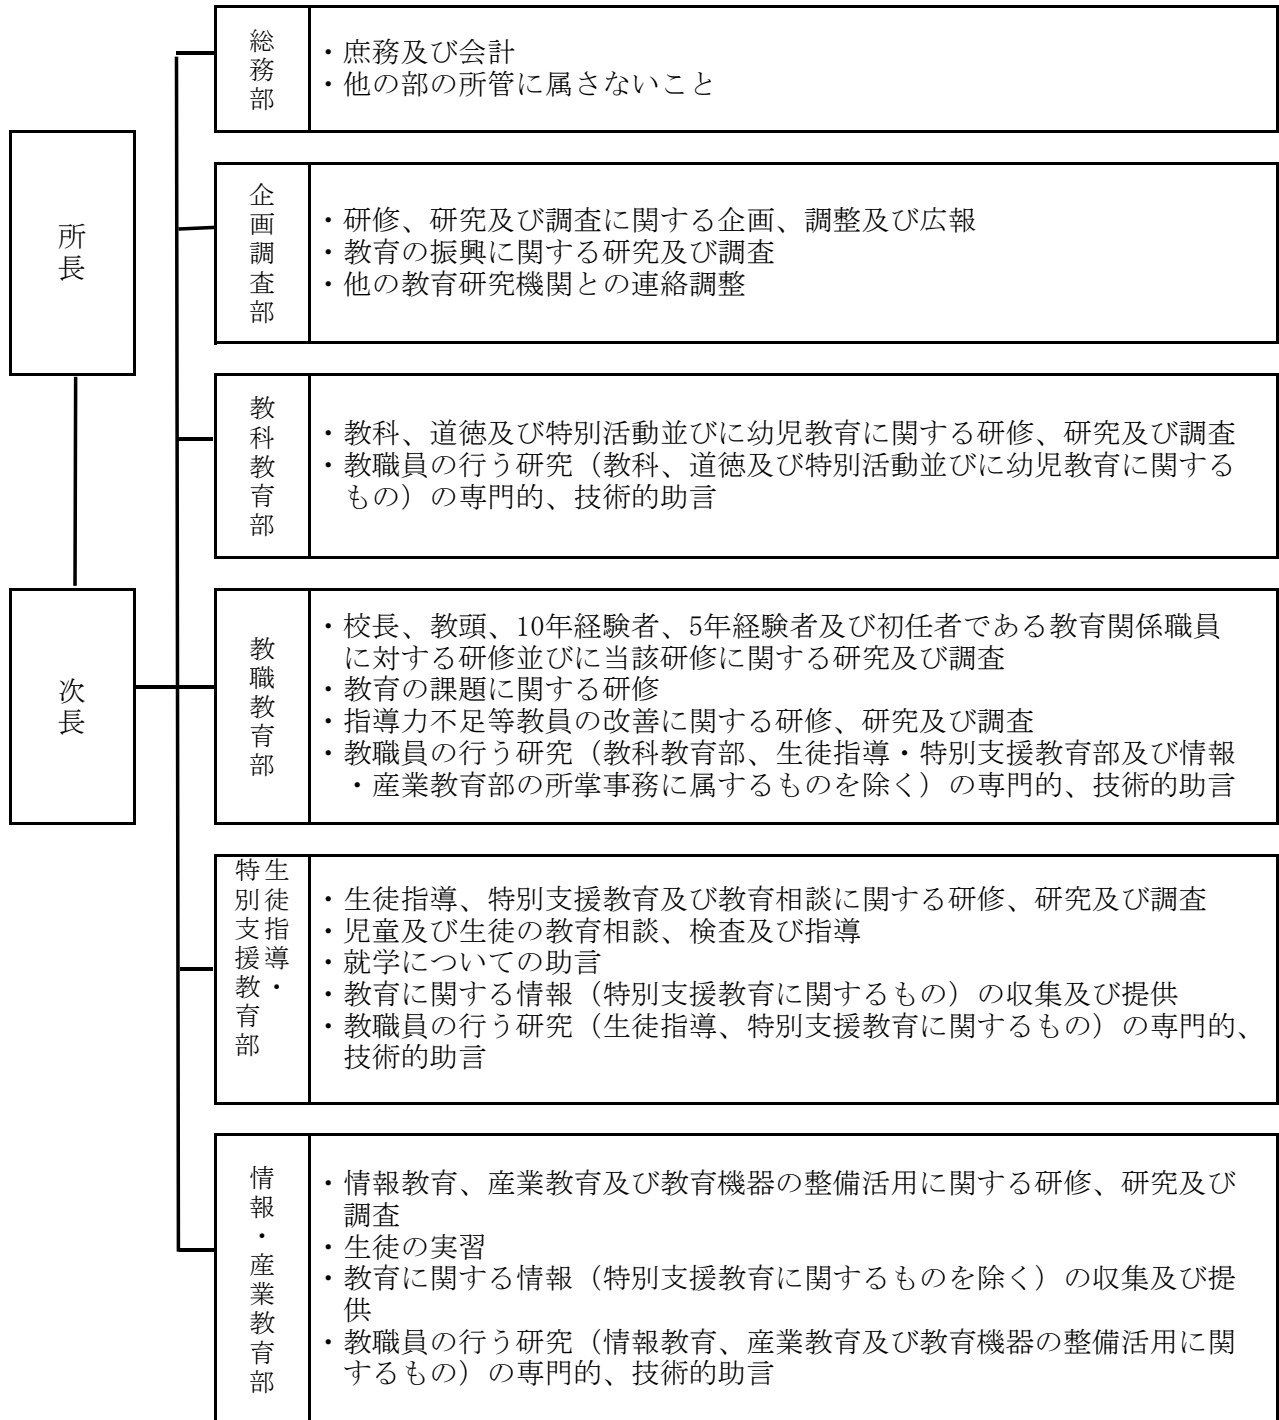 総務部
・庶務及び会計
・他の部の所管に属さないこと
所長
企画調査部
・研修、研究及び調査に関する企画、調整及び広報
・教育の振興に関する研究及び調査
・他の教育研究機関との連絡調整
教科教育部
・教科、道徳及び特別活動並びに幼児教育に関する研修、研究及び調査
・教職員の行う研究（教科、道徳及び特別活動並びに幼児教育に関する
もの）の専門的、技術的助言
次長
教職教育部
・校長、教頭、10年経験者、5年経験者及び初任者である教育関係職員
に対する研修並びに当該研修に関する研究及び調査
・教育の課題に関する研修
・指導力不足等教員の改善に関する研修、研究及び調査
・教職員の行う研究（教科教育部、生徒指導・特別支援教育部及び情報
・産業教育部の所掌事務に属するものを除く）の専門的、技術的助言
生徒指導・
特別支援教育部
・生徒指導、特別支援教育及び教育相談に関する研修、研究及び調査
・児童及び生徒の教育相談、検査及び指導
・就学についての助言
・教育に関する情報（特別支援教育に関するもの）の収集及び提供
・教職員の行う研究（生徒指導、特別支援教育に関するもの）の専門的、
技術的助言
情報・産業教育部
・情報教育、産業教育及び教育機器の整備活用に関する研修、研究及び
調査
・生徒の実習
・教育に関する情報（特別支援教育に関するものを除く）の収集及び提
供
・教職員の行う研究（情報教育、産業教育及び教育機器の整備活用に関
するもの）の専門的、技術的助言